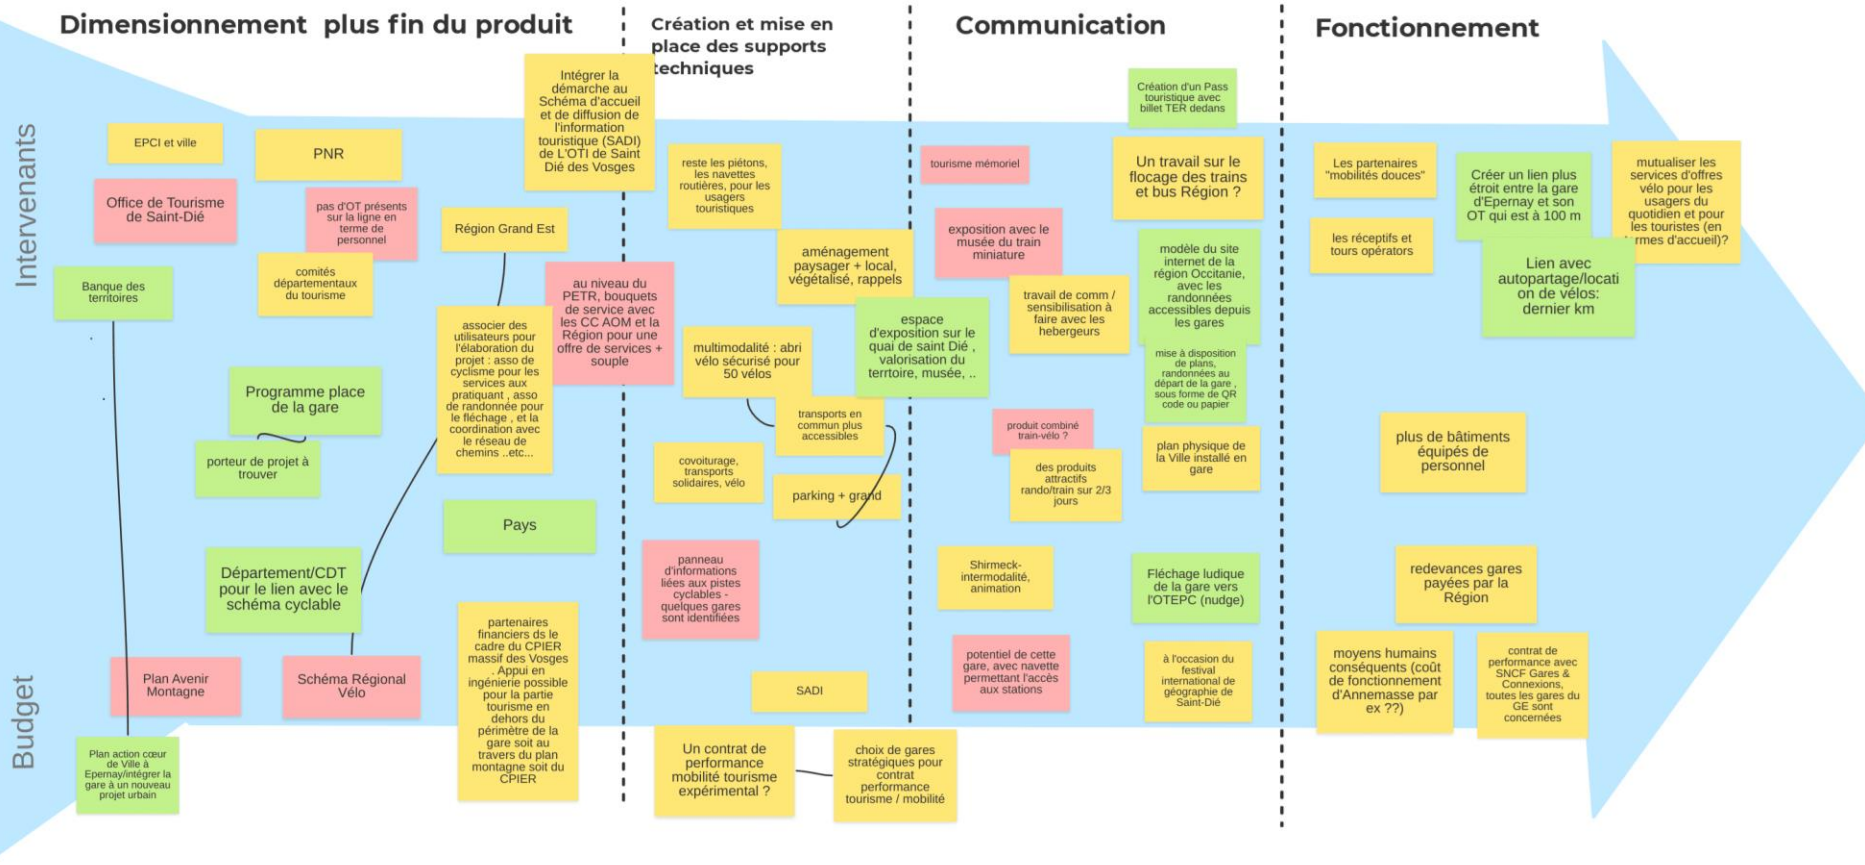 Dimensionnement plus fin du produit
Création et mise en
place des supports
techniques
Communication
Fonctionnement
Intervenants
Budget
EPCI et ville
PNR
Office de Tourisme
de Saint-Dié
pas d'OT présents
sur la ligne en
terme de
personnel
comités
départementaux
du tourisme
Banque des
territoires
Région Grand Est
Intégrer la
démarche au
Schéma d'accueil
et de diffusion de
l'information
touristique (SADI)
de L'OTI de Saint
Dié des Vosges
au niveau du
PETR, bouquets
de service avec
les CC AOM et la
Région pour une
offre de services +
souple
associer des
utilisateurs pour
l'élaboration du
projet : asso de
cyclisme pour les
services aux
pratiquant , asso
de randonnée pour
le fléchage , et la
coordination avec
le réseau de
chemins ..etc...
Programme place
de la gare
porteur de projet à
trouver
Pays
Département/CDT
pour le lien avec le
schéma cyclable
Plan Avenir
Montagne
Schéma Régional
Vélo
partenaires
financiers ds le
cadre du CPIER
massif des Vosges
. Appui en
ingénierie possible
pour la partie
tourisme en
dehors du
périmètre de la
gare soit au
travers du plan
montagne soit du
CPIER
Plan action cœur
de Ville à
Epernay/intégrer la
gare à un nouveau
projet urbain
reste les piétons,
les navettes
routières, pour les
usagers
touristiques
aménagement
paysager + local,
végétalisé, rappels
espace
d'exposition sur le
quai de saint Dié ,
valorisation du
terrtoire, musée, ..
multimodalité : abri
vélo sécurisé pour
50 vélos
transports en
commun plus
accessibles
covoiturage,
transports
solidaires, vélo
parking + grand
panneau
d'informations
liées aux pistes
cyclables -
quelques gares
sont identifiées
SADI
Un contrat de
performance
mobilité tourisme
expérimental ?
choix de gares
stratégiques pour
contrat
performance
tourisme / mobilité
Création d'un Pass
touristique avec
billet TER dedans
tourisme mémoriel
Un travail sur le
flocage des trains
et bus Région ?
exposition avec le
musée du train
miniature
modèle du site
internet de la
région Occitanie,
avec les
randonnées
accessibles depuis
les gares
travail de comm /
sensibilisation à
faire avec les
hebergeurs
mise à disposition
de plans,
randonnées au
départ de la gare ,
sous forme de QR
code ou papier
produit combiné
train-vélo ?
plan physique de
la Ville installé en
gare
des produits
attractifs
rando/train sur 2/3
jours
Shirmeck-
intermodalité,
animation
Fléchage ludique
de la gare vers
l'OTEPC (nudge)
potentiel de cette
gare, avec navette
permettant l'accès
aux stations
à l'occasion du
festival
international de
géographie de
Saint-Dié
Les partenaires
"mobilités douces"
Créer un lien plus
étroit entre la gare
d'Epernay et son
OT qui est à 100 m
mutualiser les
services d'offres
vélo pour les
usagers du
quotidien et pour
les touristes (en
termes d'accueil)?
les réceptifs et
tours opérators
Lien avec
autopartage/locati
on de vélos:
dernier km
plus de bâtiments
équipés de
personnel
redevances gares
payées par la
Région
moyens humains
conséquents (coût
de fonctionnement
d'Annemasse par
ex ??)
contrat de
performance avec
SNCF Gares &
Connexions,
toutes les gares du
GE sont
concernées